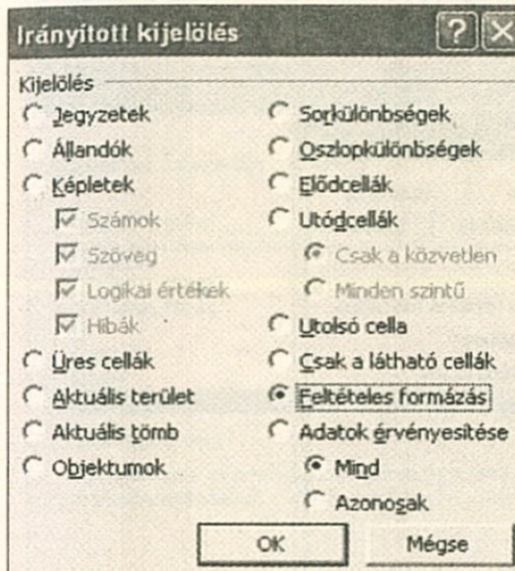 Irányított kijelölés
Kijelölés
Jegyzetek
Állandók
Képletek
Számok
Szöveg
Logikai értékek
Hibák
Üres cellák
Aktuális terület
Aktuális tömb
Objektumok
Sorkülönbségek
Oszlopkülönbségek
Elődcellák
Utódcellák
Csak a közvetlen
Minden szintű
Utolsó cella
Csak a látható cellák
Feltételes formázás
Adatok érvényesítése
Mind
Azonosak
OK
Mégse